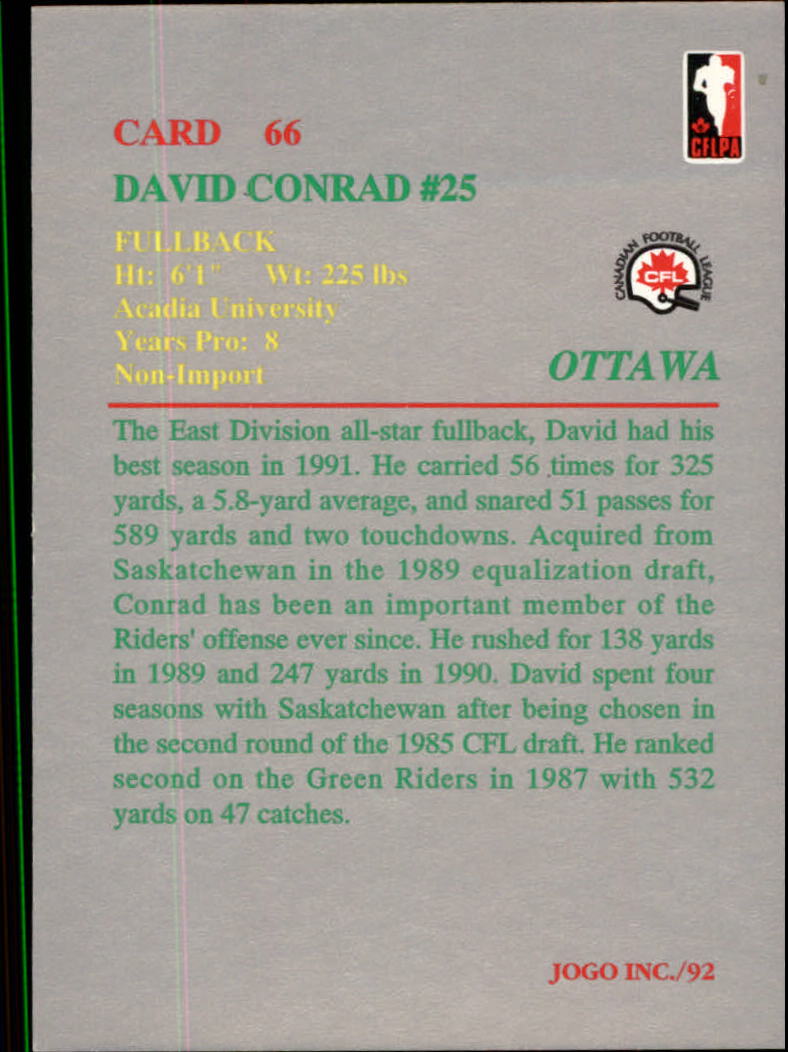 CARD 66
CFLPA
DAVID CONRAD #25
FULLBACK
Ht: 6'1" Wt: 225 lbs
Acadia University
Years Pro: 8
Non-Import
CANADIAN FOOTBALL LEAGUE
CFL
OTTAWA
The East Division all-star fullback, David had his
best season in 1991. He carried 56 times for 325
yards, a 5.8-yard average, and snared 51 passes for
589 yards and two touchdowns. Acquired from
Saskatchewan in the 1989 equalization draft,
Conrad has been an important member of the
Riders' offense ever since. He rushed for 138 yards
in 1989 and 247 yards in 1990. David spent four
seasons with Saskatchewan after being chosen in
the second round of the 1985 CFL draft. He ranked
second on the Green Riders in 1987 with 532
yards on 47 catches.
JOGO INC./92